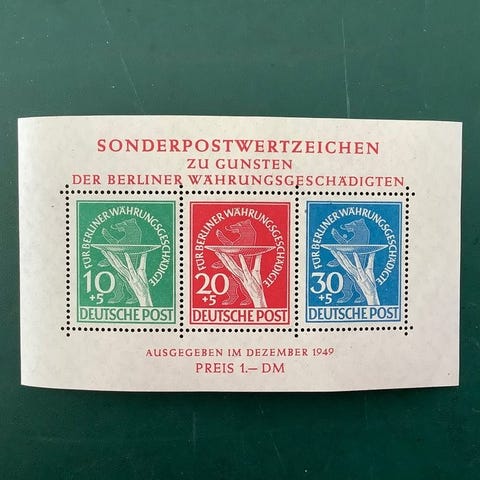 SONDERPOSTWERTZEICHEN
ZU GUNSTEN
DER BERLINER WÄHRUNGSGESCHÄDIGTEN
FÜR BERLINER WÄHRUNGSGESCHÄDIGTE
10
+5
DEUTSCHE POST
FÜR BERLINER WÄHRUNGSGESCHÄDIGTE
20
+5
DEUTSCHE POST
FÜR BERLINER WÄHRUNGSGESCHÄDIGTE
30
+5
DEUTSCHE POST
AUSGEGEBEN IM DEZEMBER 1949
PREIS 1.— DM